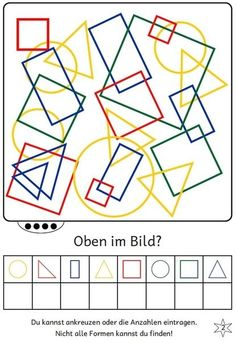 Oben im Bild?
Du kannst ankreuzen oder die Anzahlen eintragen.
Nicht alle Formen kannst du finden!